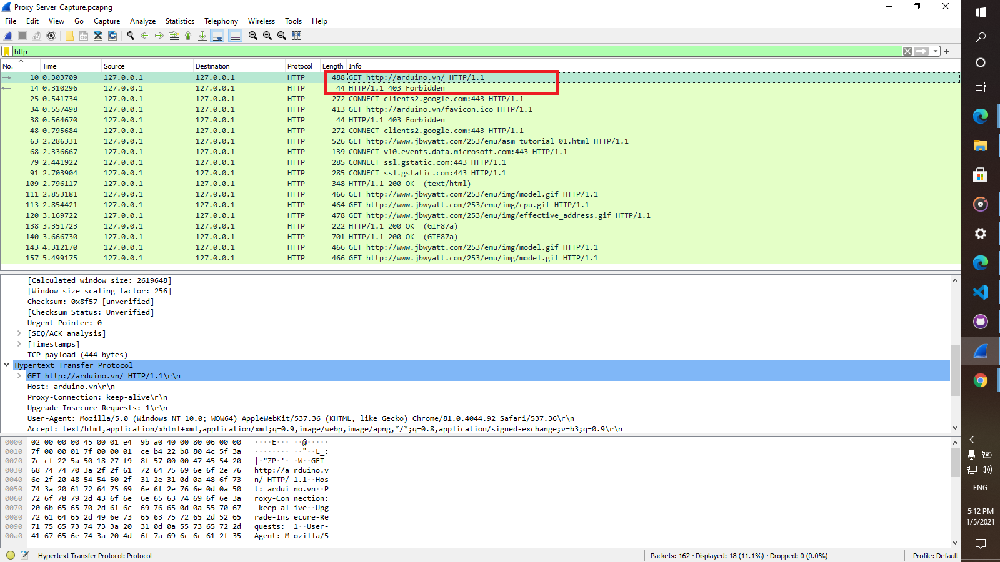 Proxy_Server_Capture.pcapng
File Edit View Go Capture Analyze Statistics Telephony Wireless Tools Help
http
No. Time Source Destination Protocol Length Info
10 0.303709 127.0.0.1 127.0.0.1 HTTP 488 GET http://arduino.vn/ HTTP/1.1
14 0.310296 127.0.0.1 127.0.0.1 HTTP 44 HTTP/1.1 403 Forbidden
25 0.541734 127.0.0.1 127.0.0.1 HTTP 272 CONNECT clients2.google.com:443 HTTP/1.1
34 0.557498 127.0.0.1 127.0.0.1 HTTP 413 GET http://arduino.vn/favicon.ico HTTP/1.1
38 0.564670 127.0.0.1 127.0.0.1 HTTP 44 HTTP/1.1 403 Forbidden
48 0.795684 127.0.0.1 127.0.0.1 HTTP 272 CONNECT clients2.google.com:443 HTTP/1.1
63 2.286331 127.0.0.1 127.0.0.1 HTTP 526 GET http://www.jbwyatt.com/253/emu/asm_tutorial_01.html HTTP/1.1
68 2.336667 127.0.0.1 127.0.0.1 HTTP 139 CONNECT v10.events.data.microsoft.com:443 HTTP/1.1
79 2.441922 127.0.0.1 127.0.0.1 HTTP 285 CONNECT ssl.gstatic.com:443 HTTP/1.1
91 2.703904 127.0.0.1 127.0.0.1 HTTP 285 CONNECT ssl.gstatic.com:443 HTTP/1.1
109 2.796117 127.0.0.1 127.0.0.1 HTTP 348 HTTP/1.1 200 OK  (text/html)
111 2.853181 127.0.0.1 127.0.0.1 HTTP 466 GET http://www.jbwyatt.com/253/emu/img/model.gif HTTP/1.1
113 2.854421 127.0.0.1 127.0.0.1 HTTP 464 GET http://www.jbwyatt.com/253/emu/img/cpu.gif HTTP/1.1
120 3.169722 127.0.0.1 127.0.0.1 HTTP 478 GET http://www.jbwyatt.com/253/emu/img/effective_address.gif HTTP/1.1
138 3.351723 127.0.0.1 127.0.0.1 HTTP 222 HTTP/1.1 200 OK  (GIF87a)
140 3.666730 127.0.0.1 127.0.0.1 HTTP 701 HTTP/1.1 200 OK  (GIF87a)
143 4.312170 127.0.0.1 127.0.0.1 HTTP 466 GET http://www.jbwyatt.com/253/emu/img/model.gif HTTP/1.1
157 5.499175 127.0.0.1 127.0.0.1 HTTP 466 GET http://www.jbwyatt.com/253/emu/img/model.gif HTTP/1.1
[Calculated window size: 2619648]
[Window size scaling factor: 256]
Checksum: 0x8f57 [unverified]
[Checksum Status: Unverified]
Urgent Pointer: 0
[SEQ/ACK analysis]
[Timestamps]
TCP payload (444 bytes)
Hypertext Transfer Protocol
GET http://arduino.vn/ HTTP/1.1\r\n
Host: arduino.vn\r\n
Proxy-Connection: keep-alive\r\n
Upgrade-Insecure-Requests: 1\r\n
User-Agent: Mozilla/5.0 (Windows NT 10.0; WOW64) AppleWebKit/537.36 (KHTML, like Gecko) Chrome/81.0.4044.92 Safari/537.36\r\n
Accept: text/html,application/xhtml+xml,application/xml;q=0.9,image/webp,image/apng,*/*;q=0.8,application/signed-exchange;v=b3;q=0.9\r\n
0000 02 00 00 00 45 00 01 e4 9b a0 40 00 80 06 00 00 ····E··· ··@·····
0010 7f 00 00 01 7f 00 00 01 ce b4 22 b8 80 4c 5f 3a ········ ··"··L_:
0020 7c cf 22 5a 50 18 27 f9 8f 57 00 00 47 45 54 20 |·"ZP·'· ·W··GET
0030 68 74 74 70 3a 2f 2f 61 72 64 75 69 6e 6f 2e 76 http://a rduino.v
0040 6e 2f 20 48 54 54 50 2f 31 2e 31 0d 0a 48 6f 73 n/ HTTP/ 1.1··Hos
0050 74 3a 20 61 72 64 75 69 6e 6f 2e 76 6e 0d 0a 50 t: ardui no.vn··P
0060 72 6f 78 79 2d 43 6f 6e 6e 65 63 74 69 6f 6e 3a roxy-Con nection:
0070 20 6b 65 65 70 2d 61 6c 69 76 65 0d 0a 55 70 67 keep-al ive··Upg
0080 72 61 64 65 2d 49 6e 73 65 63 75 72 65 2d 52 65 rade-Ins ecure-Re
0090 71 75 65 73 74 73 3a 20 31 0d 0a 55 73 65 72 2d quests: 1··User-
00a0 41 67 65 6e 74 3a 20 4d 6f 7a 69 6c 6c 61 2f 35 Agent: M ozilla/5
Hypertext Transfer Protocol: Protocol
Packets: 162 · Displayed: 18 (11.1%) · Dropped: 0 (0.0%)
Profile: Default
ENG
5:12 PM
1/5/2021